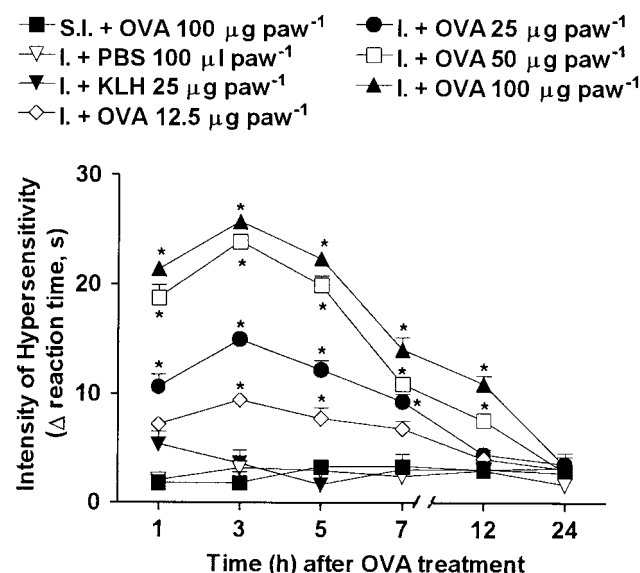 S.I. + OVA 100 μg paw⁻¹
I. + PBS 100 μl paw⁻¹
I. + KLH 25 μg paw⁻¹
I. + OVA 12.5 μg paw⁻¹
I. + OVA 25 μg paw⁻¹
I. + OVA 50 μg paw⁻¹
I. + OVA 100 μg paw⁻¹
Intensity of Hypersensitivity
(Δ reaction time, s)
30
20
10
0
1 3 5 7 12 24
Time (h) after OVA treatment